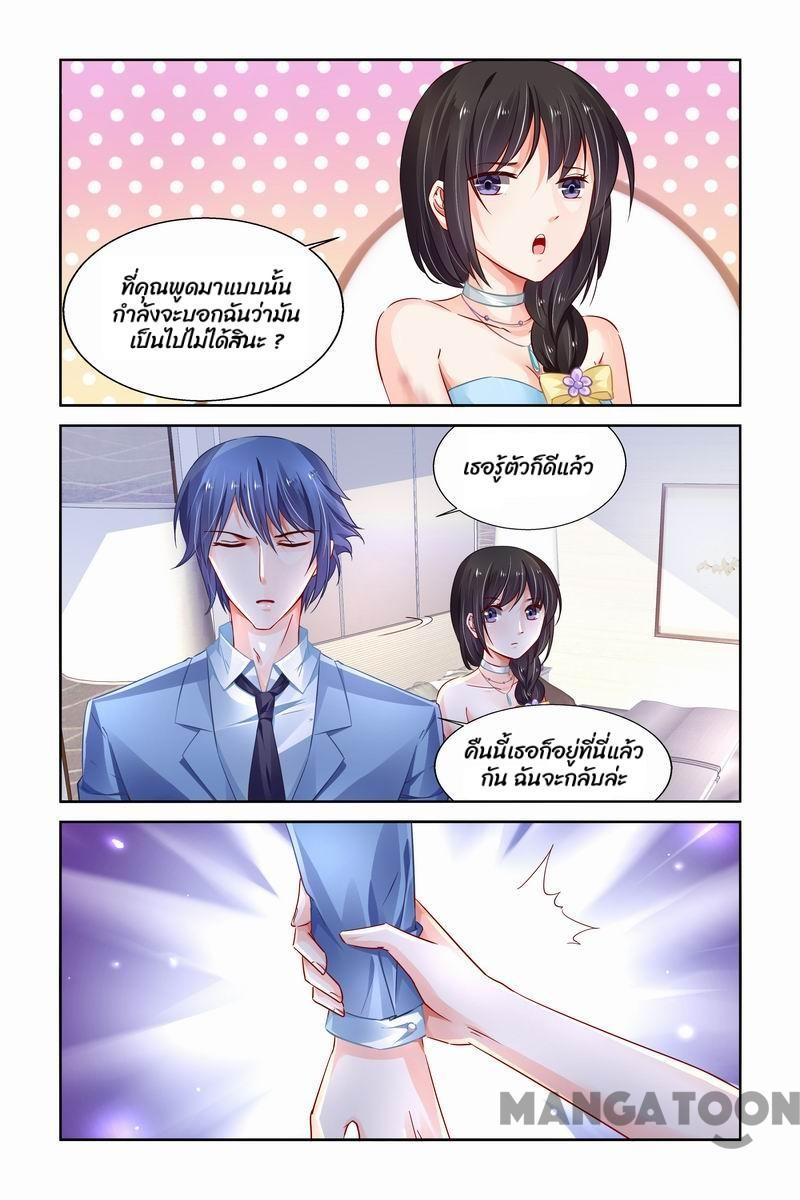 ที่คุณพูดมาแบบนั้น
กำลังจะบอกฉันว่ามัน
เป็นไปไม่ได้สินะ ?
เธอรู้ตัวก็ดีแล้ว
คืนนี้เธอก็อยู่ที่นี่แล้ว
กัน ฉันจะกลับล่ะ
MANGATOON